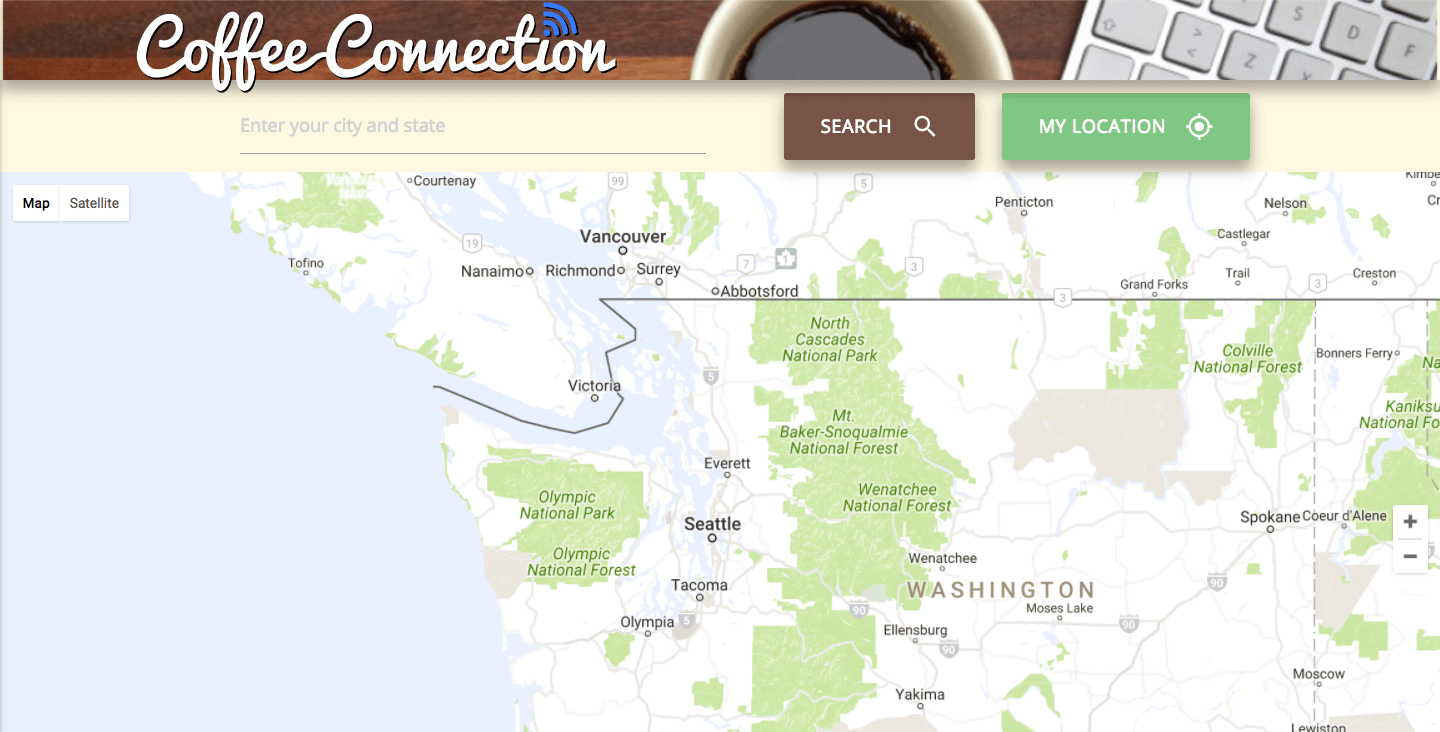 Coffee Connection
S
D
F
Z
X
>
<
Enter your city and state
SEARCH
MY LOCATION
Map
Satellite
Courtenay
99
5
Penticton
Nelson
Vancouver
19
Castlegar
Tofino
Nanaimo
Richmond
Surrey
7
1
3
Trail
Creston
Grand Forks
3
Abbotsford
3
North
Cascades
National Park
Colville
National Forest
Bonners Ferry
5
Victoria
Mt.
Baker-Snoqualmie
National Forest
Kaniksu
National Fo
Everett
Olympic
National Park
Wenatchee
National Forest
Seattle
Spokane
Coeur d'Alene
+
−
Olympic
National Forest
Wenatchee
Tacoma
WASHINGTON
90
Moses Lake
90
90
Olympia
5
Ellensburg
90
Moscow
Yakima
Lewiston